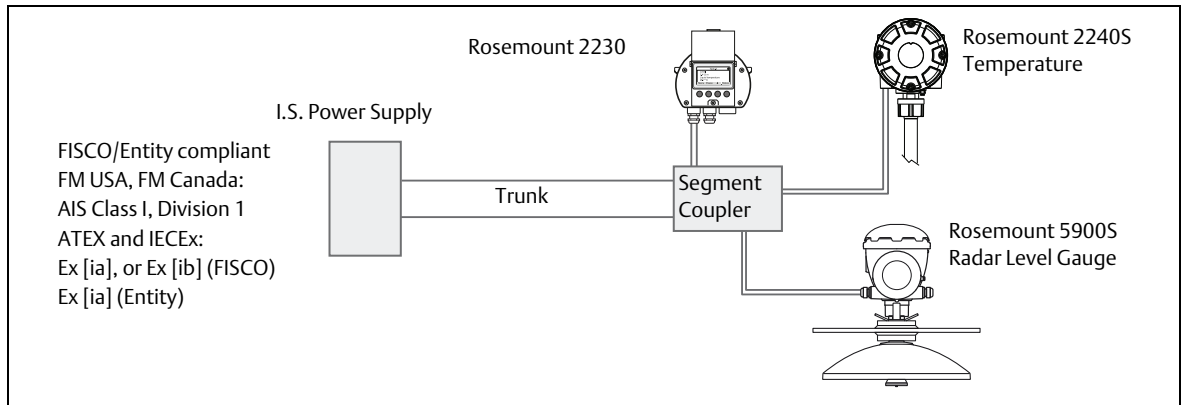 Rosemount 2230
Rosemount 2240S
Temperature
I.S. Power Supply
FISCO/Entity compliant
FM USA, FM Canada:
AIS Class I, Division 1
ATEX and IECEx:
Ex [ia], or Ex [ib] (FISCO)
Ex [ia] (Entity)
Trunk
Segment
Coupler
Rosemount 5900S
Radar Level Gauge